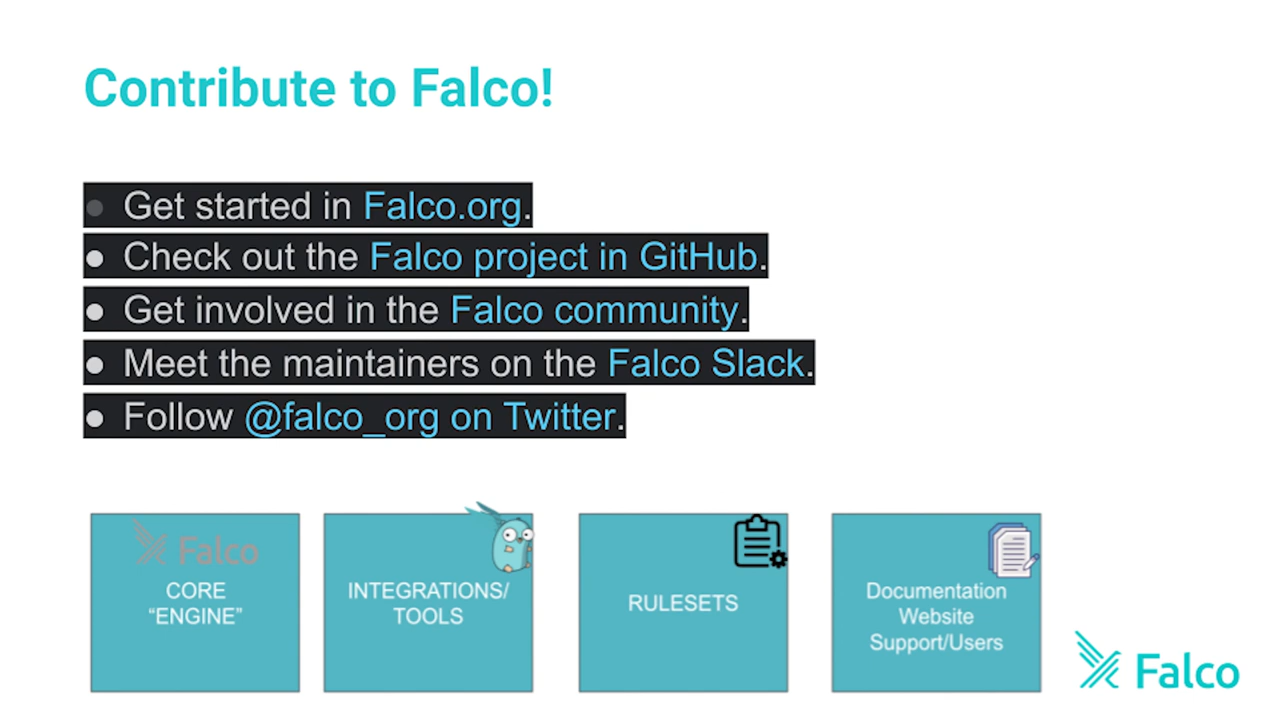 Contribute to Falco!
● Get started in Falco.org.
● Check out the Falco project in GitHub.
● Get involved in the Falco community.
● Meet the maintainers on the Falco Slack.
● Follow @falco_org on Twitter.
Falco
CORE
“ENGINE”
INTEGRATIONS/
TOOLS
RULESETS
Documentation
Website
Support/Users
Falco